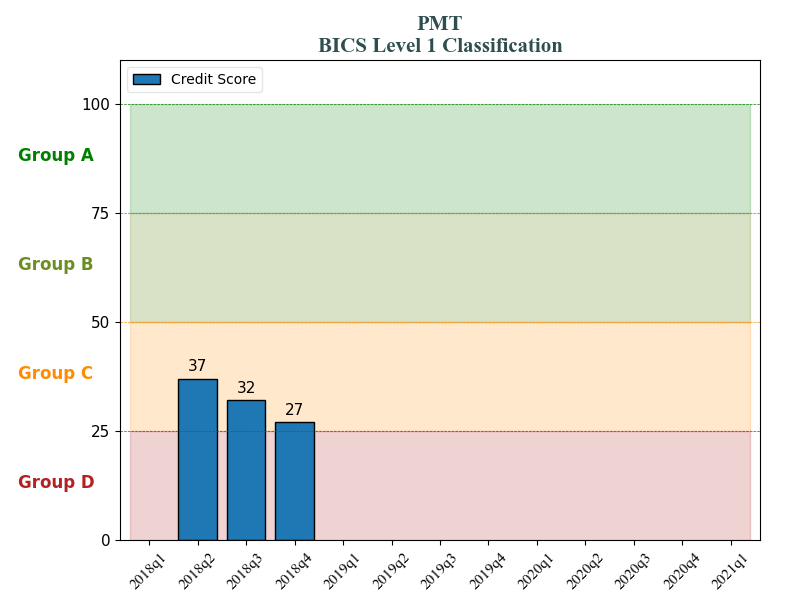 PMT
BICS Level 1 Classification
Credit Score
100
Group A
75
Group B
50
Group C
37
32
27
25
Group D
0
2018q1 2018q2 2018q3 2018q4 2019q1 2019q2 2019q3 2019q4 2020q1 2020q2 2020q3 2020q4 2021q1